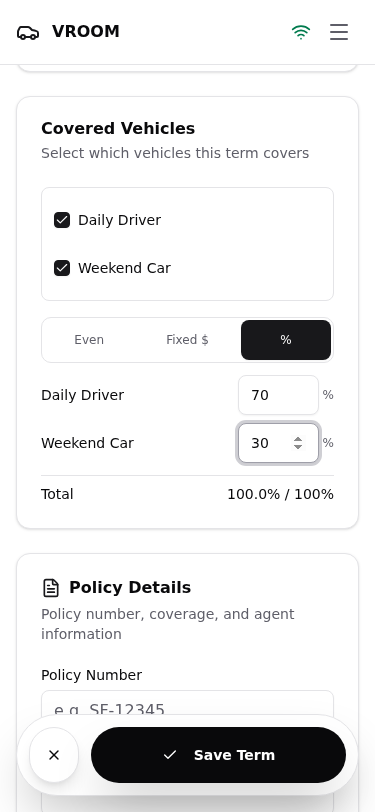 VROOM
Covered Vehicles
Select which vehicles this term covers
Daily Driver
Weekend Car
Even Fixed $ %
Daily Driver 70 %
Weekend Car 30 %
Total 100.0% / 100%
Policy Details
Policy number, coverage, and agent
information
Policy Number
e.g. SF-12345
Save Term